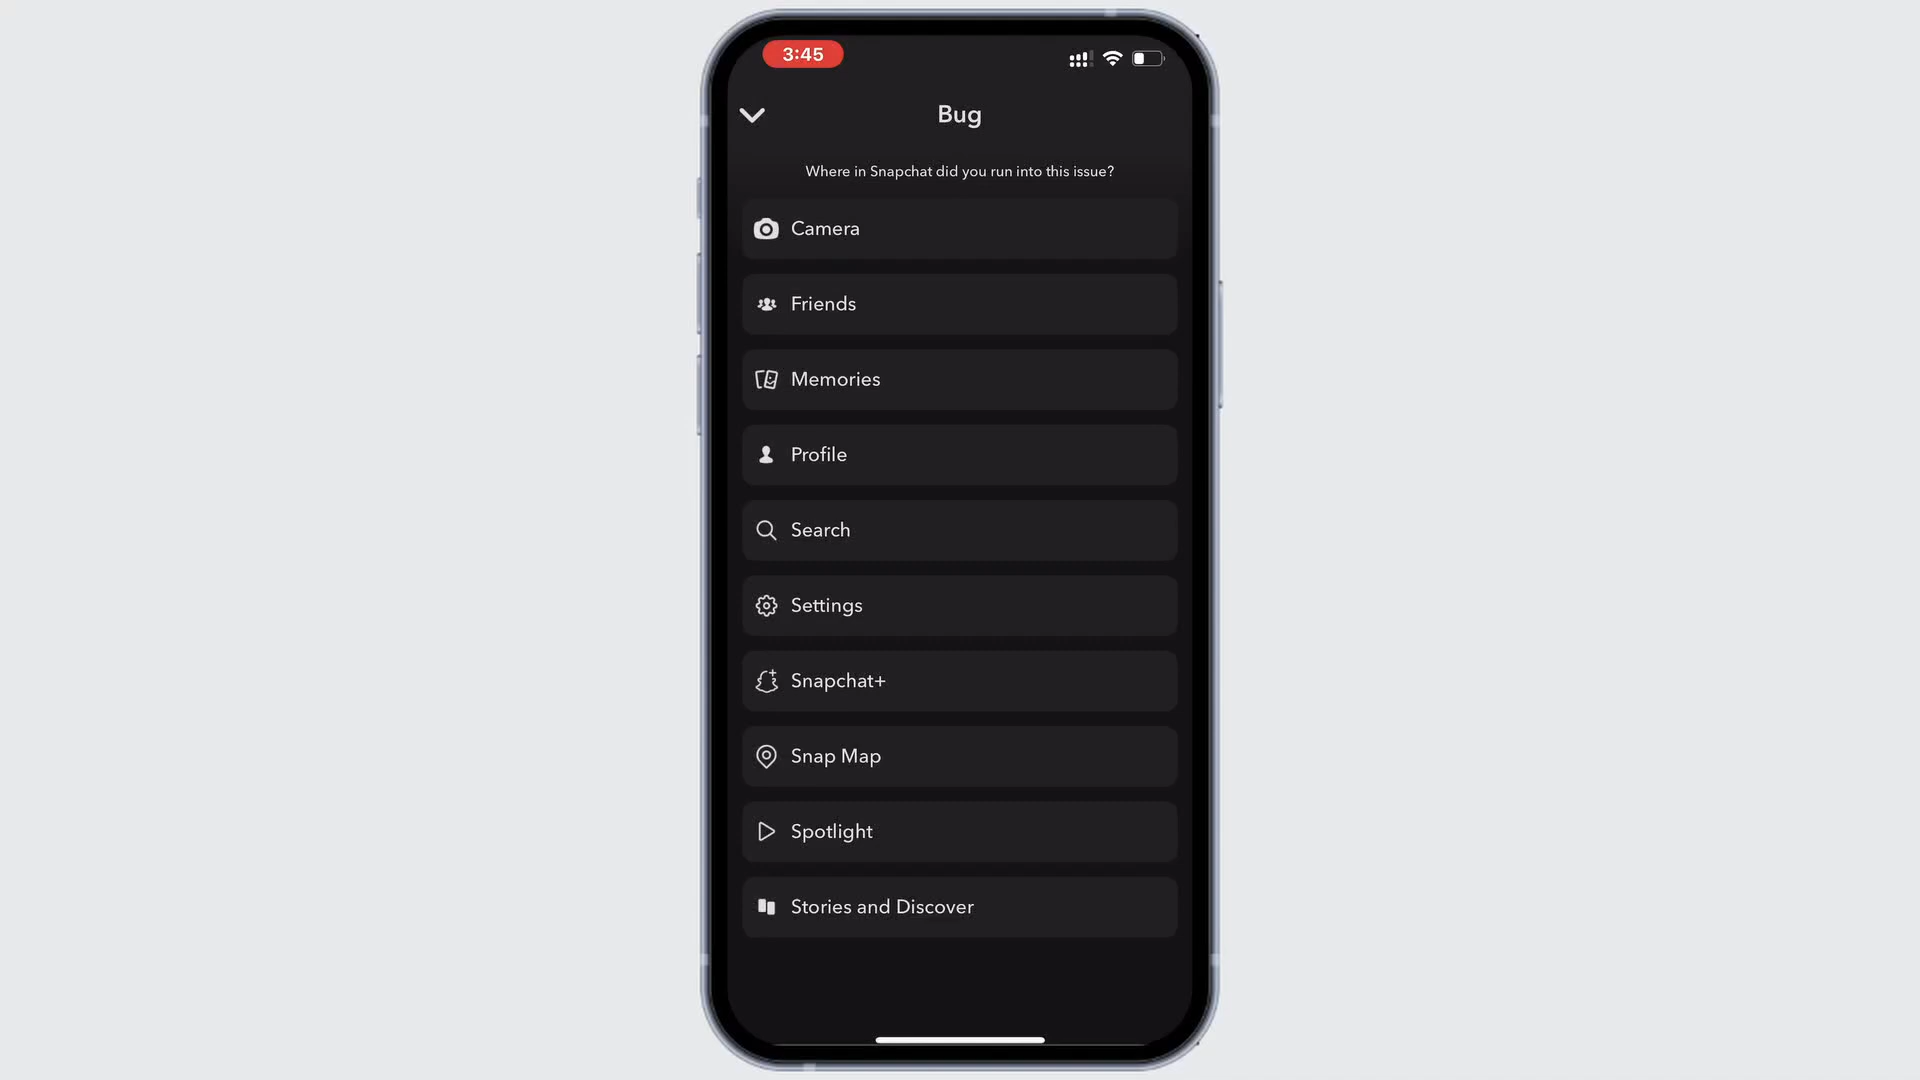 3:45
Bug
Where in Snapchat did you run into this issue?
Camera
Friends
Memories
Profile
Search
Settings
Snapchat+
Snap Map
Spotlight
Stories and Discover